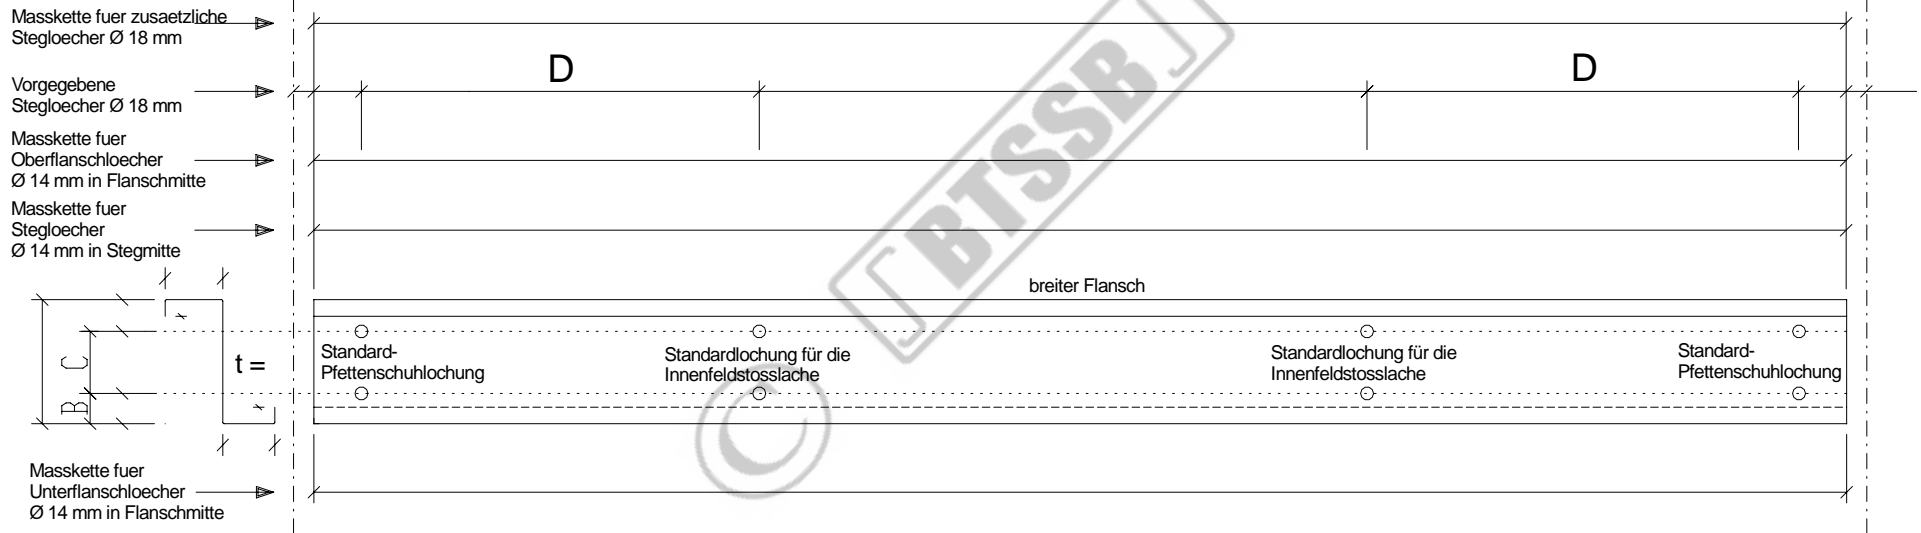 Masskette fuer zusaetzliche
Stegloecher Ø 18 mm
D
D
Vorgegebene
Stegloecher Ø 18 mm
Masskette fuer
Oberflanschloecher
Ø 14 mm in Flanschmitte
Masskette fuer
Stegloecher
Ø 14 mm in Stegmitte
BTSSB
©
breiter Flansch
C
B
t =
Standard-
Pfettenschuhlochung
Standardlochung für die
Innenfeldstosslache
Standardlochung für die
Innenfeldstosslache
Standard-
Pfettenschuhlochung
Masskette fuer
Unterflanschloecher
Ø 14 mm in Flanschmitte